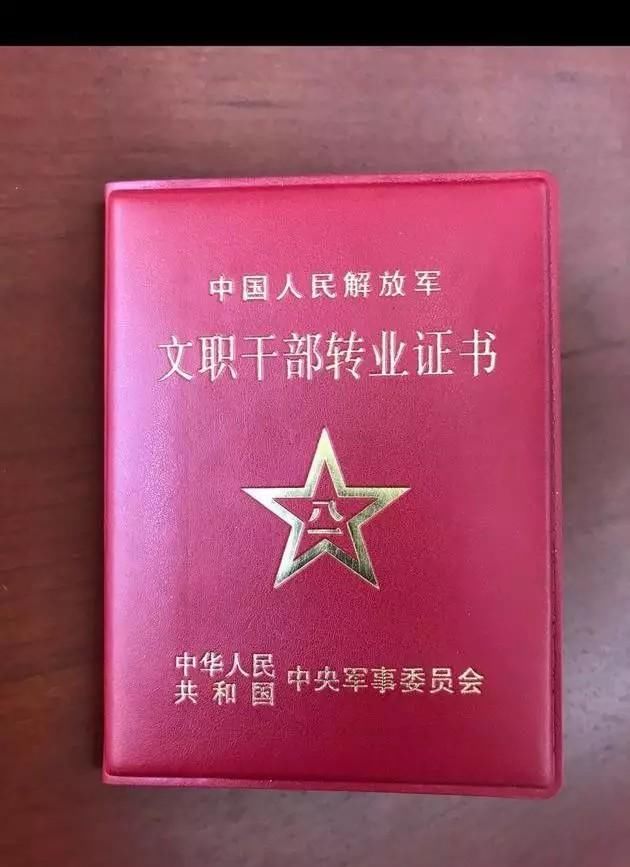 中国人民解放军
文职干部转业证书
八一
中华人民
共和国
中央军事委员会